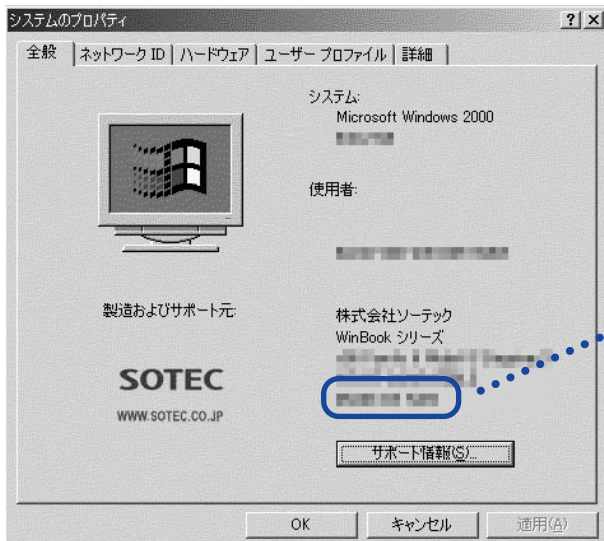 システムのプロパティ
? ×
全般 ネットワーク ID ハードウェア ユーザー プロファイル 詳細
システム:
Microsoft Windows 2000
使用者:
製造およびサポート元:
株式会社ソーテック
WinBook シリーズ
SOTEC
WWW.SOTEC.CO.JP
サポート情報(S)...
OK キャンセル 適用(A)